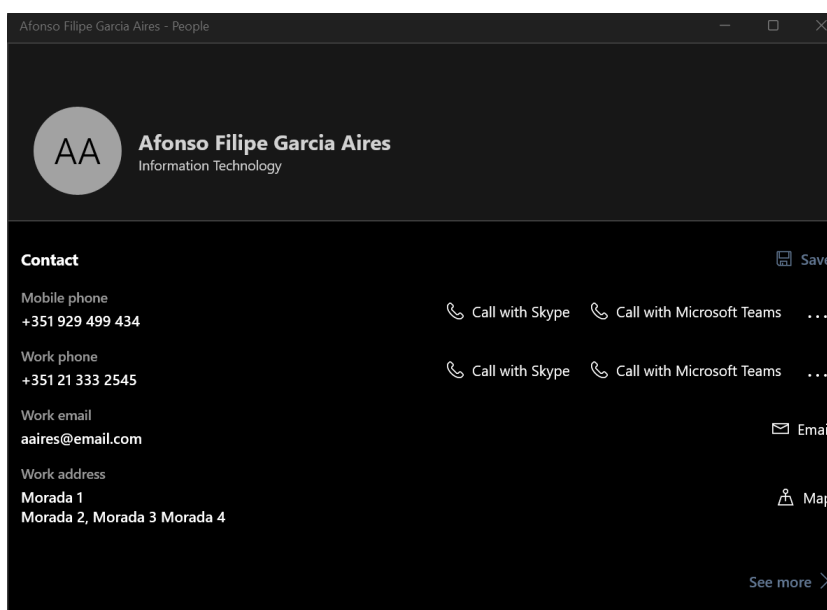 Afonso Filipe Garcia Aires - People
AA
Afonso Filipe Garcia Aires
Information Technology
Contact
Save
Mobile phone
+351 929 499 434
Call with Skype
Call with Microsoft Teams
...
Work phone
+351 21 333 2545
Call with Skype
Call with Microsoft Teams
...
Work email
aaires@email.com
Emai
Work address
Morada 1
Morada 2, Morada 3 Morada 4
Map
See more